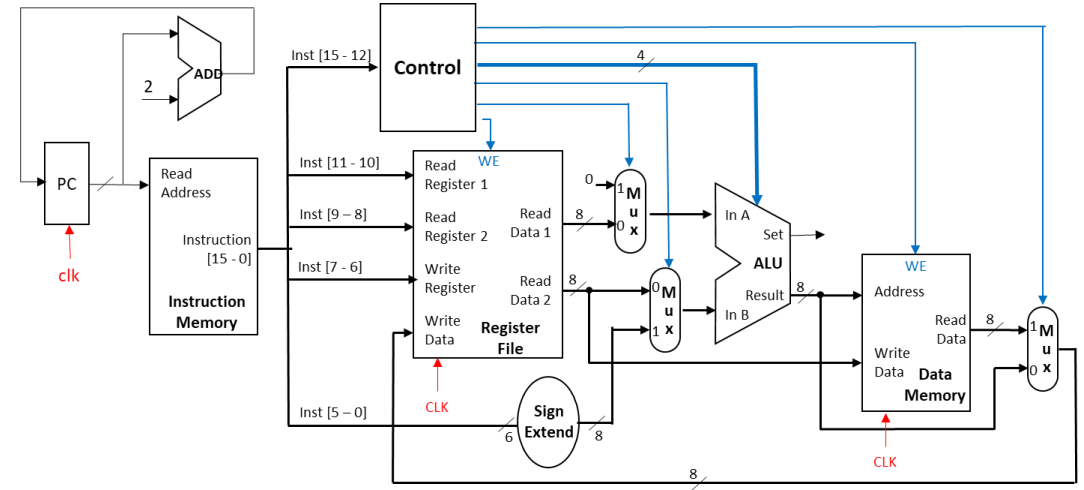 Inst [15 - 12]
Control
4
ADD
2
PC
clk
Read
Address
Instruction
[15 - 0]
Instruction
Memory
Inst [11 - 10]
Inst [9 – 8]
Inst [7 - 6]
Inst [5 – 0]
WE
Read
Register 1
Read
Register 2
Write
Register
Write
Data
Read
Data 1
Read
Data 2
Register
File
CLK
8
8
0
1
0
M
u
x
0
1
M
u
x
6
Sign
Extend
8
In A
Set
ALU
Result
In B
8
WE
Address
Read
Data
Write
Data
Data
Memory
CLK
8
1
0
M
u
x
8